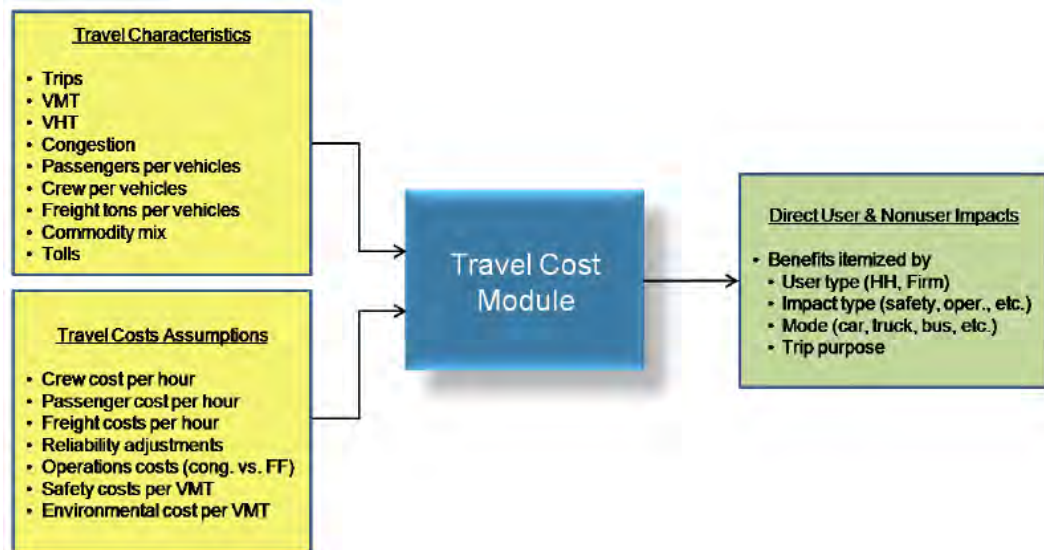 Travel Characteristics
• Trips
• VMT
• VHT
• Congestion
• Passengers per vehicles
• Crew per vehicles
• Freight tons per vehicles
• Commodity mix
• Tolls
Travel Costs Assumptions
• Crew cost per hour
• Passenger cost per hour
• Freight costs per hour
• Reliability adjustments
• Operations costs (cong. vs. FF)
• Safety costs per VMT
• Environmental cost per VMT
Travel Cost
Module
Direct User & Nonuser Impacts
• Benefits itemized by
• User type (HH, Firm)
• Impact type (safety, oper., etc.)
• Mode (car, truck, bus, etc.)
• Trip purpose